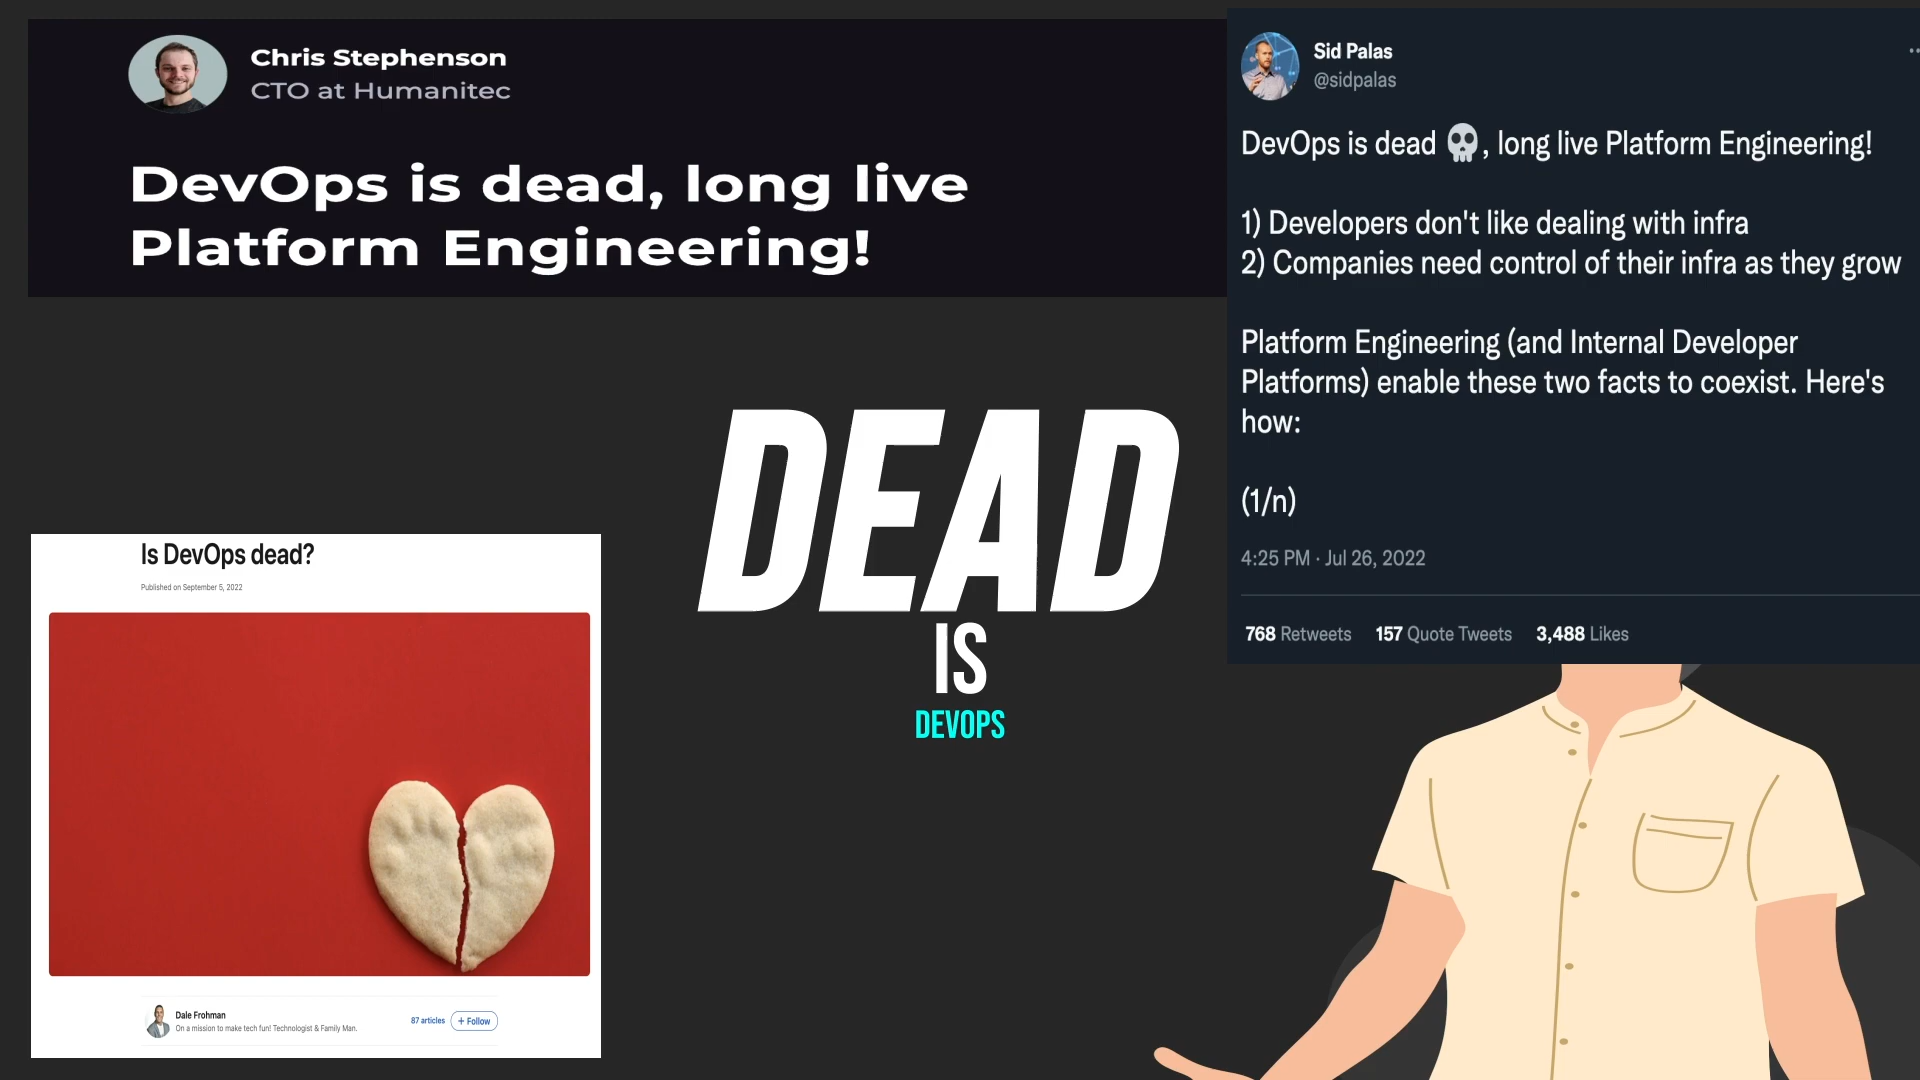 Chris Stephenson
CTO at Humanitec
DevOps is dead, long live
Platform Engineering!
Sid Palas
@sidpalas
DevOps is dead 💀, long live Platform Engineering!
1) Developers don't like dealing with infra
2) Companies need control of their infra as they grow
Platform Engineering (and Internal Developer
Platforms) enable these two facts to coexist. Here's
how:
(1/n)
4:25 PM · Jul 26, 2022
768 Retweets 157 Quote Tweets 3,488 Likes
DEAD
IS
DEVOPS
Is DevOps dead?
Published on September 5, 2022
Dale Frohman
On a mission to make tech fun! Technologist & Family Man.
87 articles
+ Follow